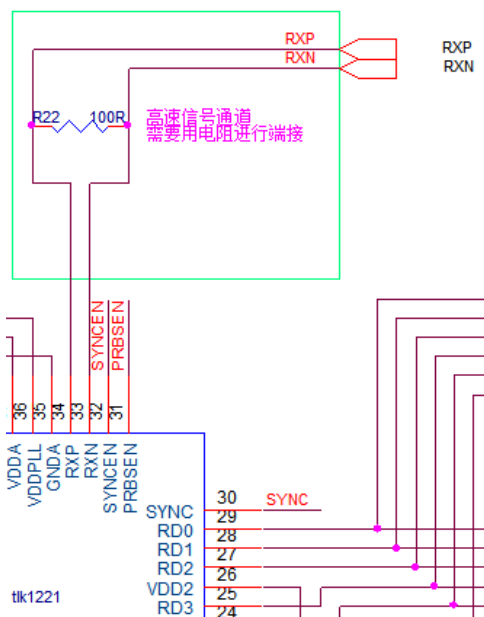 RXP
RXN
RXP
RXN
R22 100R
高速信号通道
需要用电阻进行端接
SYNCEN
PRBSEN
36
35
34
33
32
31
VDDA
VDDPLL
GNDA
RXP
RXN
SYNCEN
PRBSEN
30
SYNC
SYNC
29
RD0
28
RD1
27
RD2
26
VDD2
25
RD3
24
tlk1221